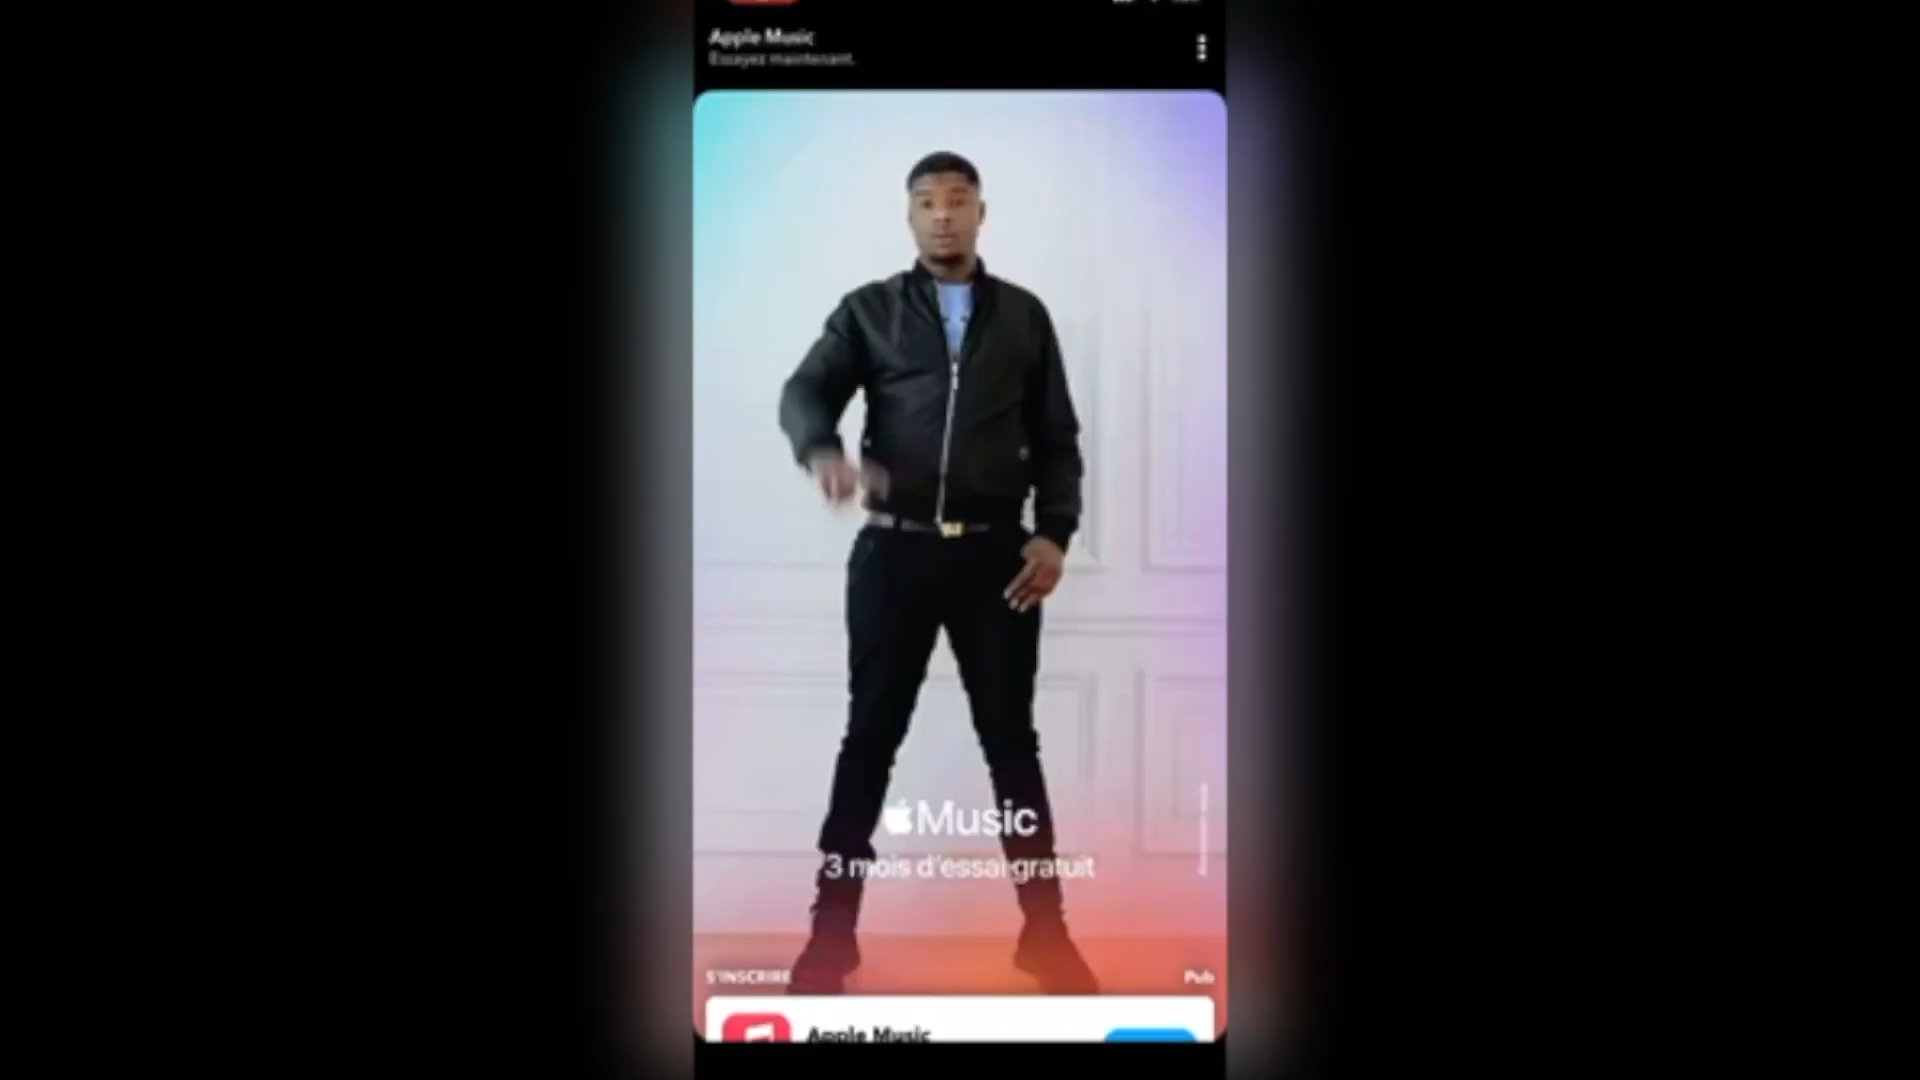 Apple Music
Essayez maintenant.
Music
3 mois d'essai gratuit
S'INSCRIRE
Pub
Apple Music